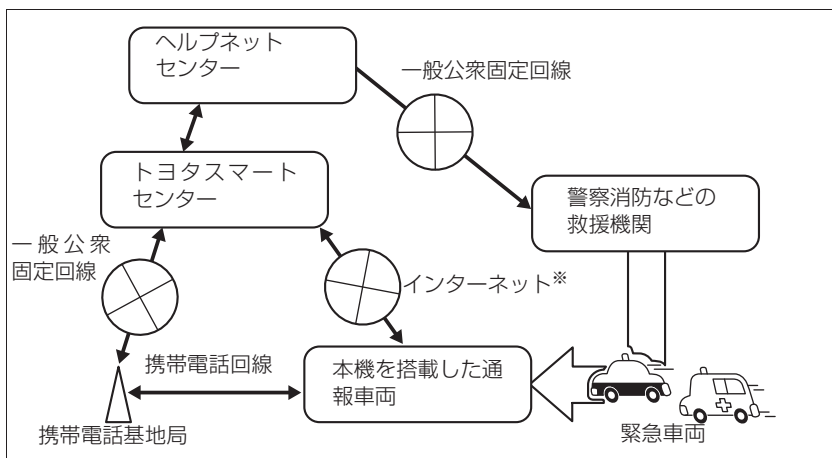 ヘルプネット
センター
一般公衆固定回線
トヨタスマート
センター
警察消防などの
救援機関
一般公衆
固定回線
インターネット※
携帯電話回線
本機を搭載した通
報車両
携帯電話基地局
緊急車両